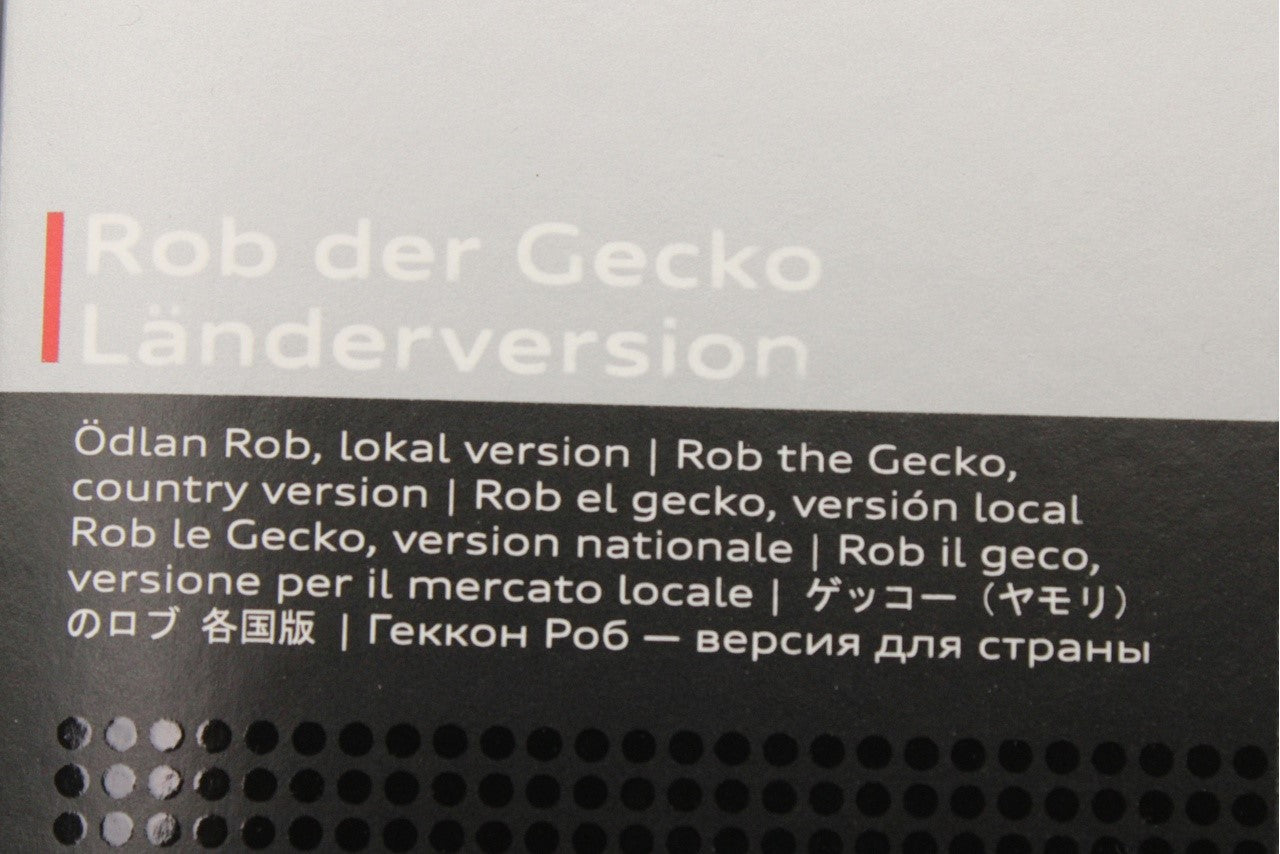 Rob der Gecko
Länderversion
Ödlan Rob, lokal version | Rob the Gecko,
country version | Rob el gecko, versión local
Rob le Gecko, version nationale | Rob il geco,
versione per il mercato locale | ゲッコー（ヤモリ）
のロブ 各国版 | Геккон Роб — версия для страны